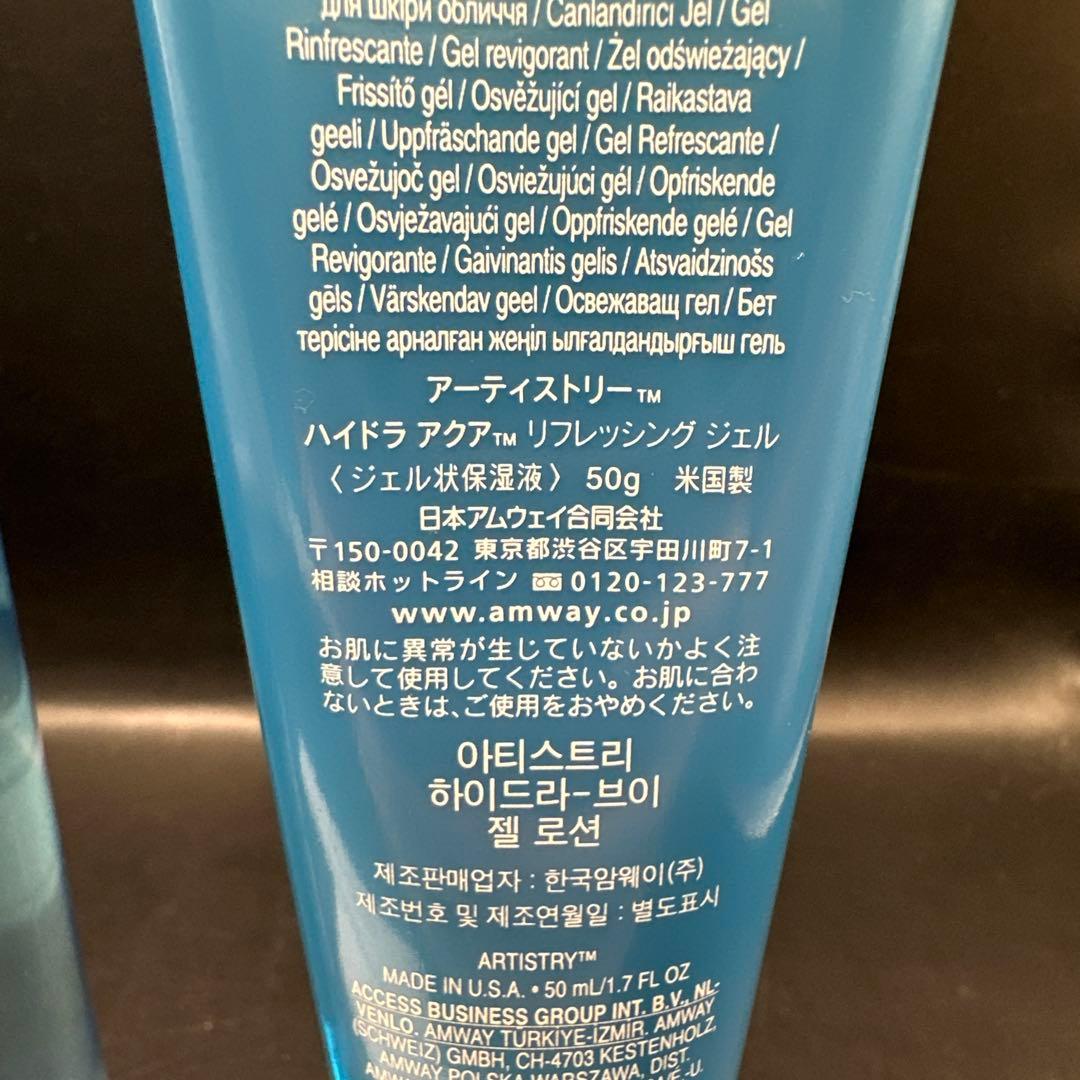 для шкіри обличчя / Canlandırıcı Jel / Gel
Rinfrescante / Gel revigorant / Żel odświeżający /
Frissítő gél / Osvěžující gel / Raikastava
geeli / Uppfräschande gel / Gel Refrescante /
Osvežujoč gel / Osviežujúci gél / Opfriskende
gelé / Osvježavajući gel / Oppfriskende gelé / Gel
Revigorante / Gaivinantis gelis / Atsvaidzinošs
gēls / Värskendav geel / Освежаващ гел / Бет
терісіне арналған жеңіл ылғалдандырғыш гель
アーティストリー™
ハイドラ アクア™ リフレッシング ジェル
〈ジェル状保湿液〉 50g 米国製
日本アムウェイ合同会社
〒150-0042 東京都渋谷区宇田川町7-1
相談ホットライン 0120-123-777
www.amway.co.jp
お肌に異常が生じていないかよく注
意して使用してください。お肌に合わ
ないときは、ご使用をおやめください。
아티스트리
하이드라-브이
젤 로션
제조판매업자 : 한국암웨이(주)
제조번호 및 제조연월일 : 별도표시
ARTISTRY™
MADE IN U.S.A. • 50 mL/1.7 FL OZ
ACCESS BUSINESS GROUP INT. B.V., NL-
VENLO. AMWAY TÜRKİYE-İZMİR. AMWAY
(SCHWEIZ) GMBH, CH-4703 KESTENHOLZ.
AMWAY POLSKA WARSZAWA, DIST.